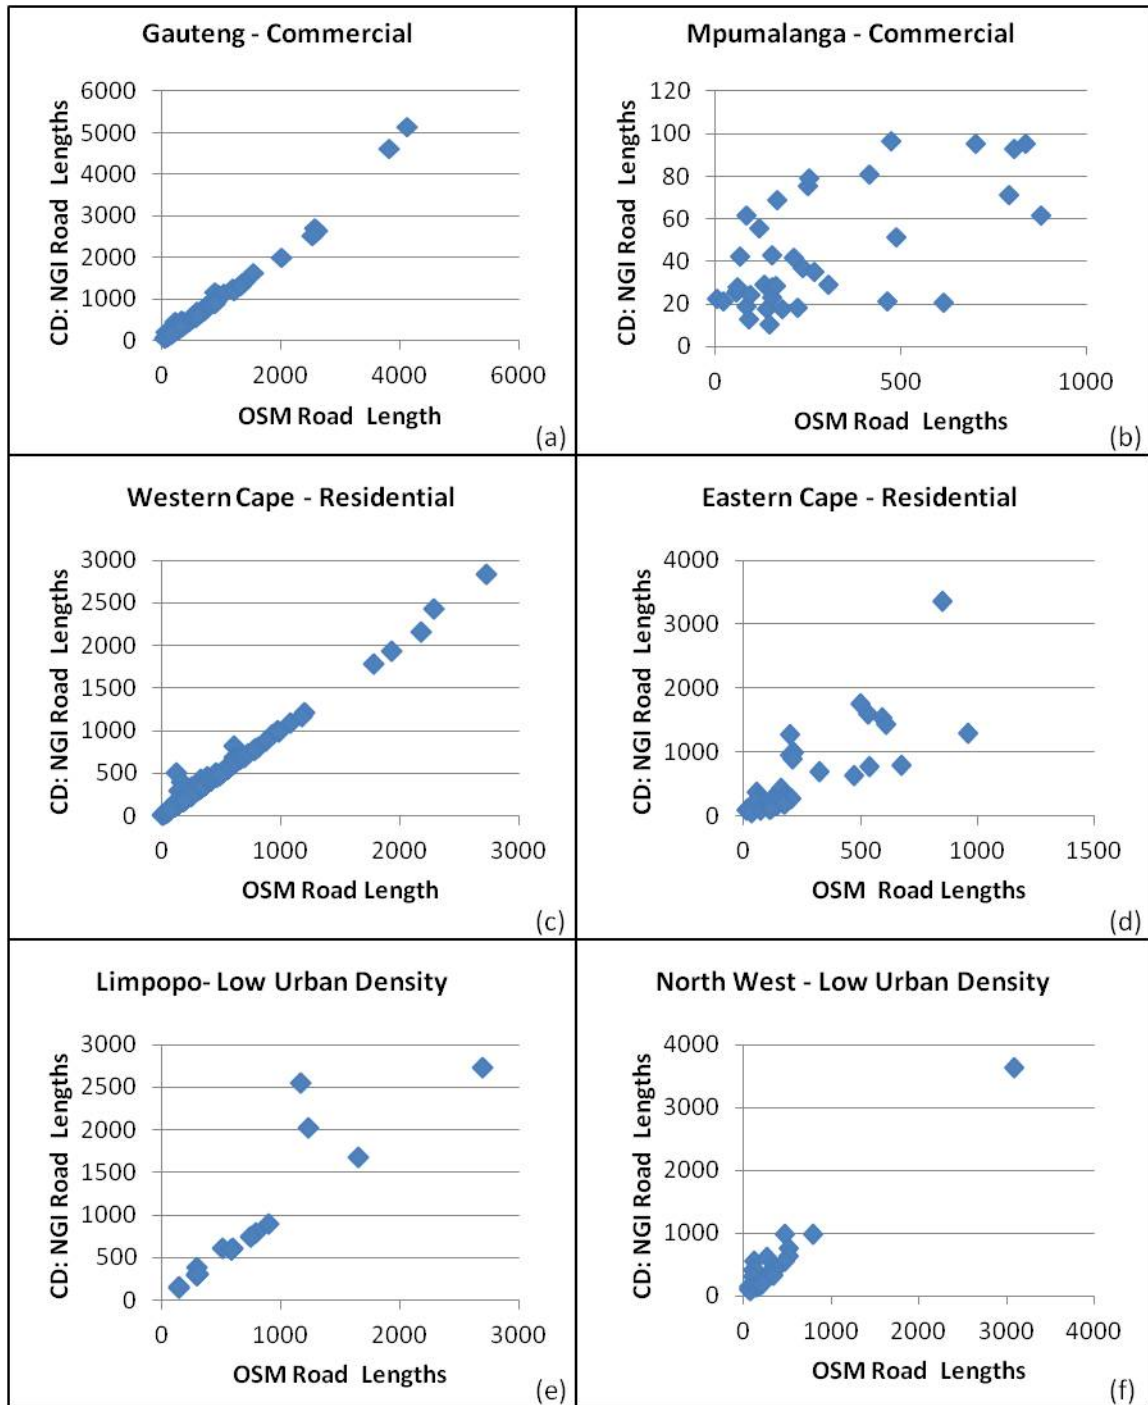 Gauteng - Commercial
CD: NGI Road Lengths
6000
5000
4000
3000
2000
1000
0
0 2000 4000 6000
OSM Road Length
(a)
Mpumalanga - Commercial
CD: NGI Road Lengths
120
100
80
60
40
20
0
0 500 1000
OSM Road Lengths
(b)
Western Cape - Residential
CD: NGI Road Lengths
3000
2500
2000
1500
1000
500
0
0 1000 2000 3000
OSM Road Length
(c)
Eastern Cape - Residential
CD: NGI Road Lengths
4000
3000
2000
1000
0
0 500 1000 1500
OSM Road Lengths
(d)
Limpopo- Low Urban Density
CD: NGI Road Lengths
3000
2500
2000
1500
1000
500
0
0 1000 2000 3000
OSM Road Lengths
(e)
North West - Low Urban Density
CD: NGI Road Lengths
4000
3000
2000
1000
0
0 1000 2000 3000 4000
OSM Road Lengths
(f)